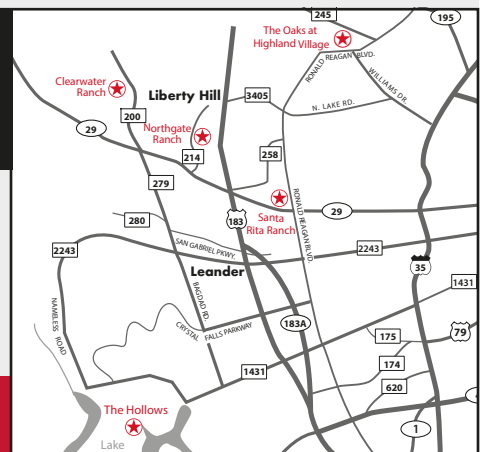 245
195
The Oaks at
Highland Village
RONALD REAGAN BLVD.
WILLIAMS DR.
Clearwater
Ranch
Liberty Hill
3405
N. LAKE RD.
200
29
Northgate
Ranch
214
258
279
RONALD REAGAN BLVD.
280
183
Santa
Rita Ranch
29
2243
SAN GABRIEL PKWY.
2243
Leander
35
1431
BAGDAD RD.
NAMELESS ROAD
CRYSTAL FALLS PARKWAY
183A
175
79
174
1431
620
The Hollows
1
Lake